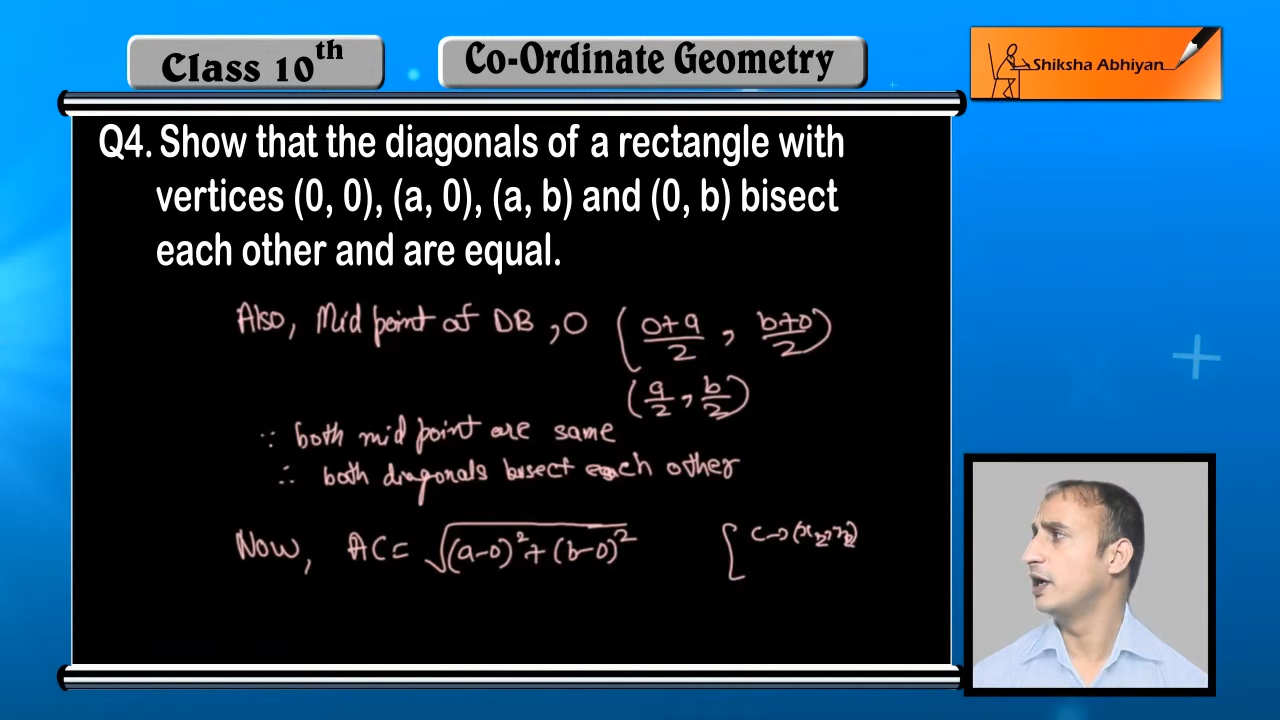 Class 10th
Co-Ordinate Geometry
Shiksha Abhiyan
Q4. Show that the diagonals of a rectangle with
vertices (0, 0), (a, 0), (a, b) and (0, b) bisect
each other and are equal.
Also, Mid point of DB, O (0+a/2, b+0/2)
(a/2, b/2)
∵ both mid point are same
∴ both diagonals bisect each other
Now, AC = √(a-0)²+(b-0)² [ C→(x₂, y₂)